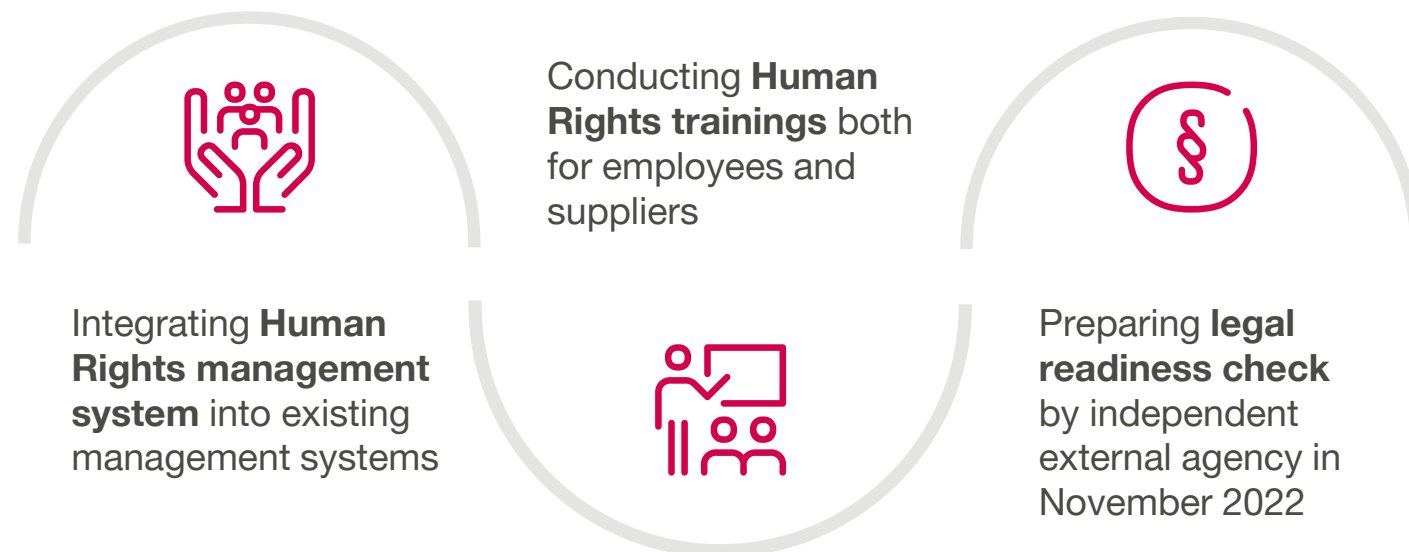 Integrating Human
Rights management
system into existing
management systems
Conducting Human
Rights trainings both
for employees and
suppliers
§
Preparing legal
readiness check
by independent
external agency in
November 2022